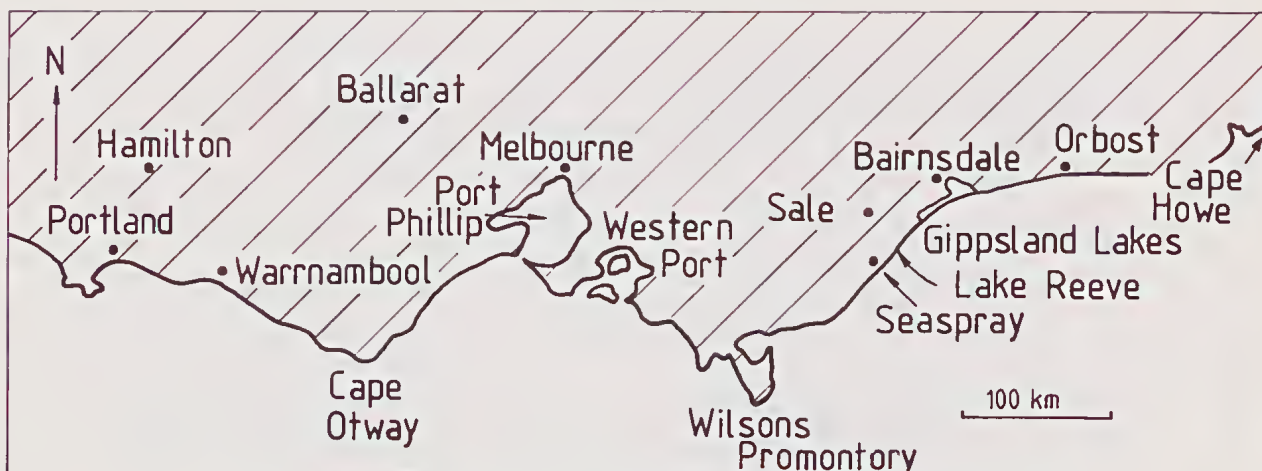 N
Ballarat
Hamilton
Melbourne
Orbost
Bairnsdale
Cape
Howe
Port
Phillip
Portland
Sale
Western
Port
Gippsland Lakes
Warrnambool
Lake Reeve
Seaspray
Cape
Otway
100 km
Wilsons
Promontory